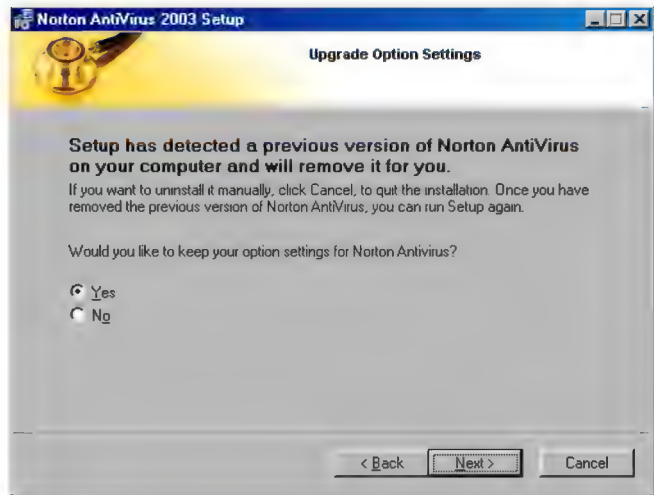 Norton AntiVirus 2003 Setup
Upgrade Option Settings
Setup has detected a previous version of Norton AntiVirus
on your computer and will remove it for you.
If you want to uninstall it manually, click Cancel, to quit the installation. Once you have
removed the previous version of Norton AntiVirus, you can run Setup again.
Would you like to keep your option settings for Norton Antivirus?
Yes
No
< Back Next > Cancel